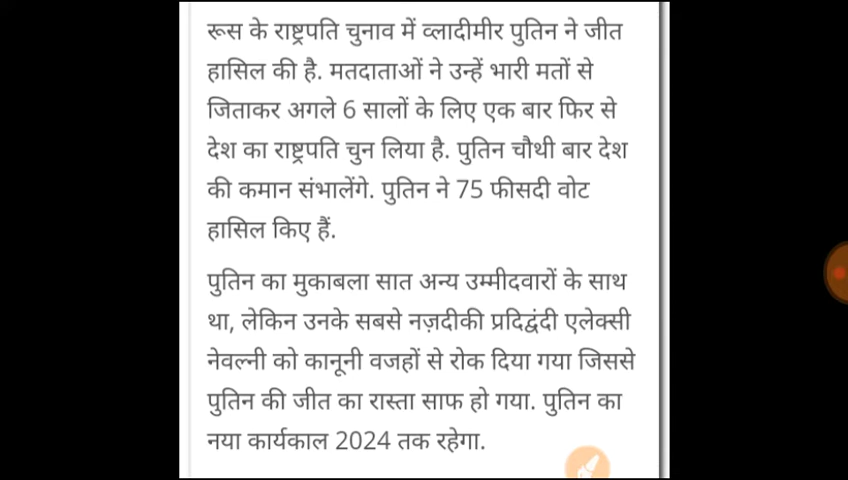 रूस के राष्ट्रपति चुनाव में व्लादीमीर पुतिन ने जीत
हासिल की है. मतदाताओं ने उन्हें भारी मतों से
जिताकर अगले 6 सालों के लिए एक बार फिर से
देश का राष्ट्रपति चुन लिया है. पुतिन चौथी बार देश
की कमान संभालेंगे. पुतिन ने 75 फीसदी वोट
हासिल किए हैं.
पुतिन का मुकाबला सात अन्य उम्मीदवारों के साथ
था, लेकिन उनके सबसे नज़दीकी प्रदिद्वंदी एलेक्सी
नेवल्नी को कानूनी वजहों से रोक दिया गया जिससे
पुतिन की जीत का रास्ता साफ हो गया. पुतिन का
नया कार्यकाल 2024 तक रहेगा.